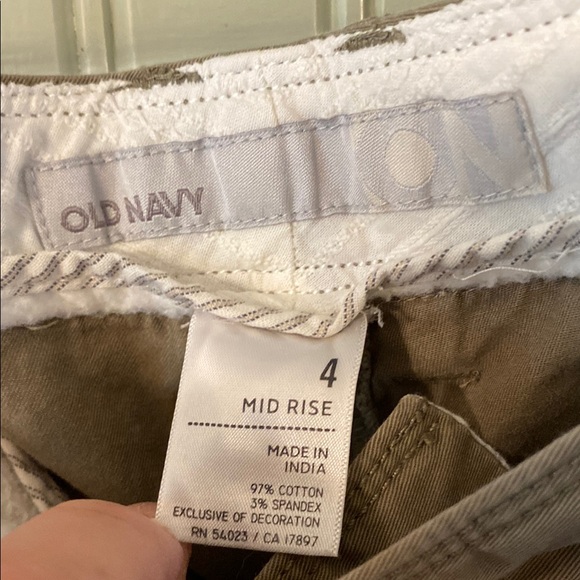 OLD NAVY
ON
4
MID RISE
MADE IN
INDIA
97% COTTON
3% SPANDEX
EXCLUSIVE OF DECORATION
RN 54023 / CA 17897